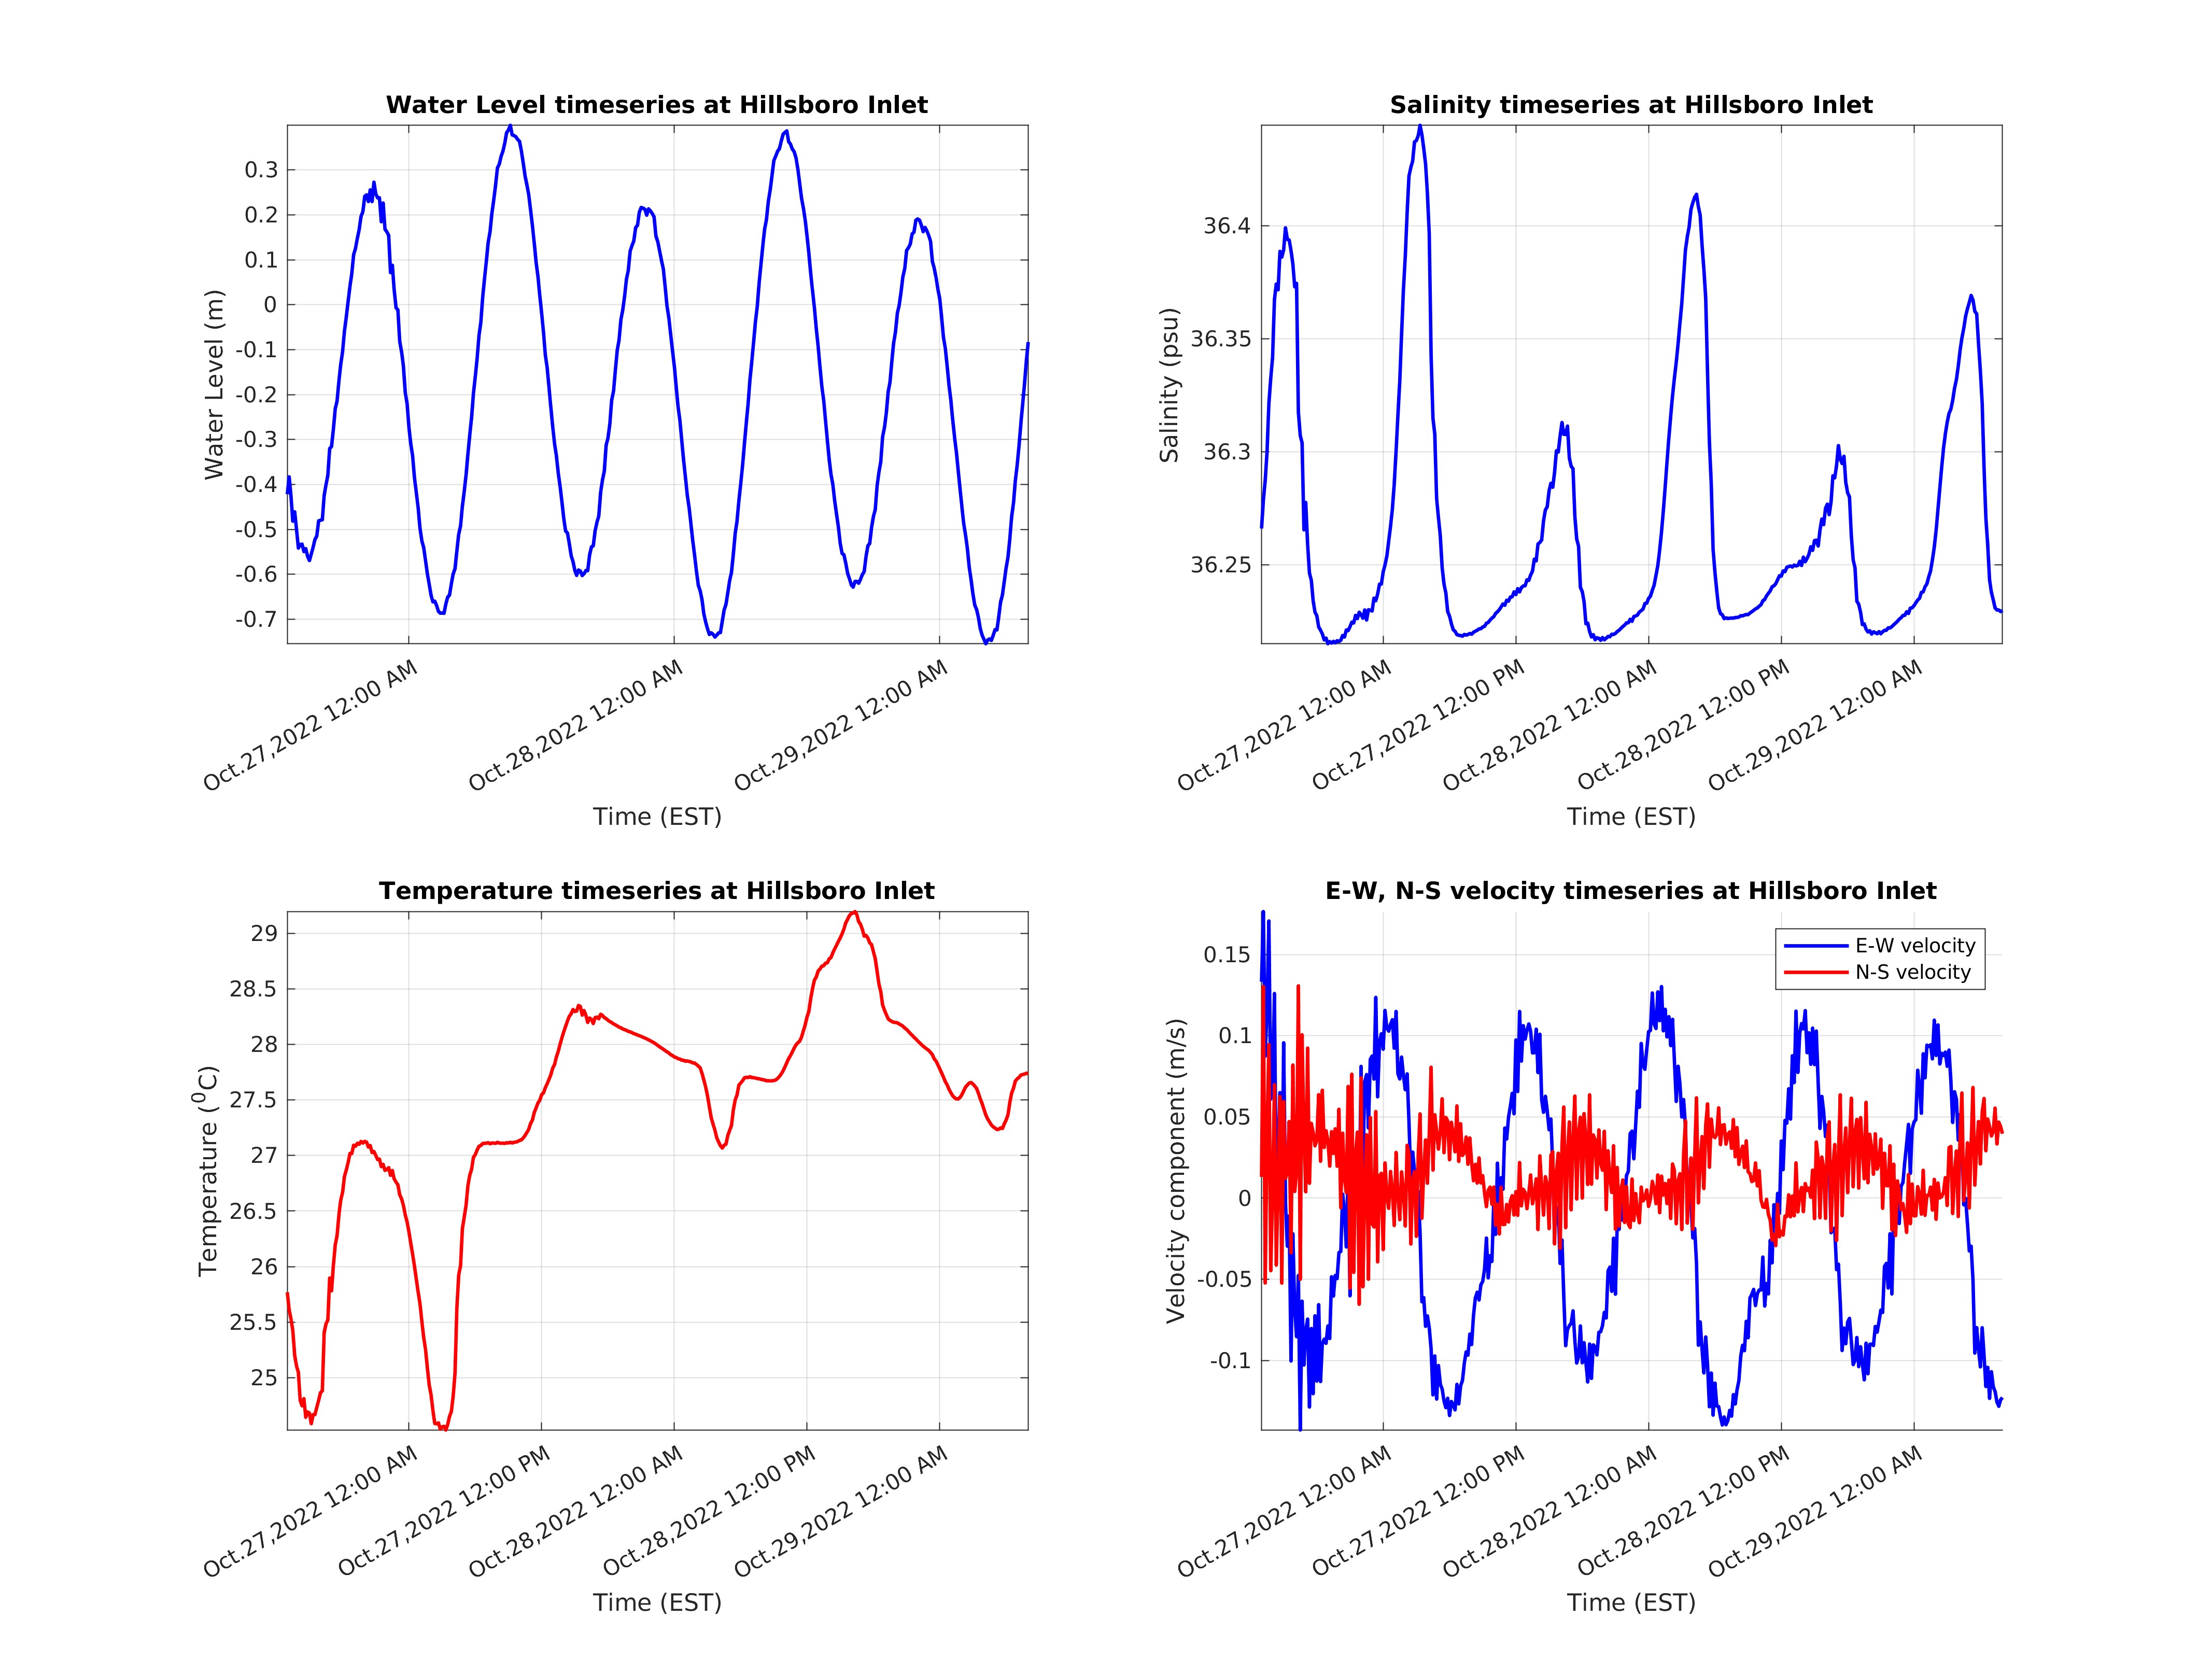 Water Level timeseries at Hillsboro Inlet
Water Level (m)
0.3
0.2
0.1
0
-0.1
-0.2
-0.3
-0.4
-0.5
-0.6
-0.7
Oct.27,2022 12:00 AM
Oct.28,2022 12:00 AM
Oct.29,2022 12:00 AM
Time (EST)
Salinity timeseries at Hillsboro Inlet
Salinity (psu)
36.4
36.35
36.3
36.25
Oct.27,2022 12:00 AM
Oct.27,2022 12:00 PM
Oct.28,2022 12:00 AM
Oct.28,2022 12:00 PM
Oct.29,2022 12:00 AM
Time (EST)
Temperature timeseries at Hillsboro Inlet
Temperature (⁰C)
29
28.5
28
27.5
27
26.5
26
25.5
25
Oct.27,2022 12:00 AM
Oct.27,2022 12:00 PM
Oct.28,2022 12:00 AM
Oct.28,2022 12:00 PM
Oct.29,2022 12:00 AM
Time (EST)
E-W, N-S velocity timeseries at Hillsboro Inlet
E-W velocity
N-S velocity
Velocity component (m/s)
0.15
0.1
0.05
0
-0.05
-0.1
Oct.27,2022 12:00 AM
Oct.27,2022 12:00 PM
Oct.28,2022 12:00 AM
Oct.28,2022 12:00 PM
Oct.29,2022 12:00 AM
Time (EST)